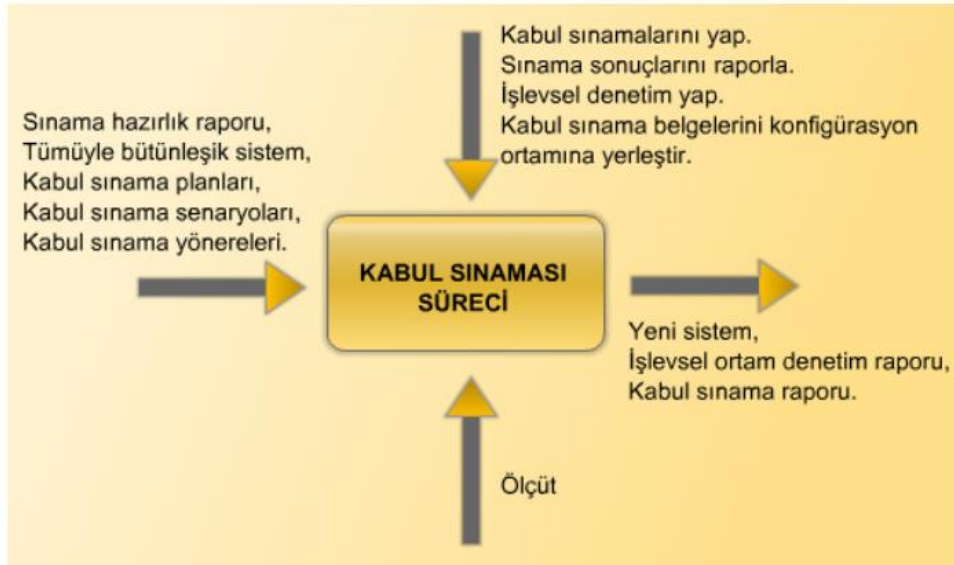 Kabul sınamalarını yap.
Sınama sonuçlarını raporla.
İşlevsel denetim yap.
Kabul sınama belgelerini konfigürasyon
ortamına yerleştir.
Sınama hazırlık raporu,
Tümüyle bütünleşik sistem,
Kabul sınama planları,
Kabul sınama senaryoları,
Kabul sınama yönereleri.
KABUL SINAMASI
SÜRECİ
Yeni sistem,
İşlevsel ortam denetim raporu,
Kabul sınama raporu.
Ölçüt